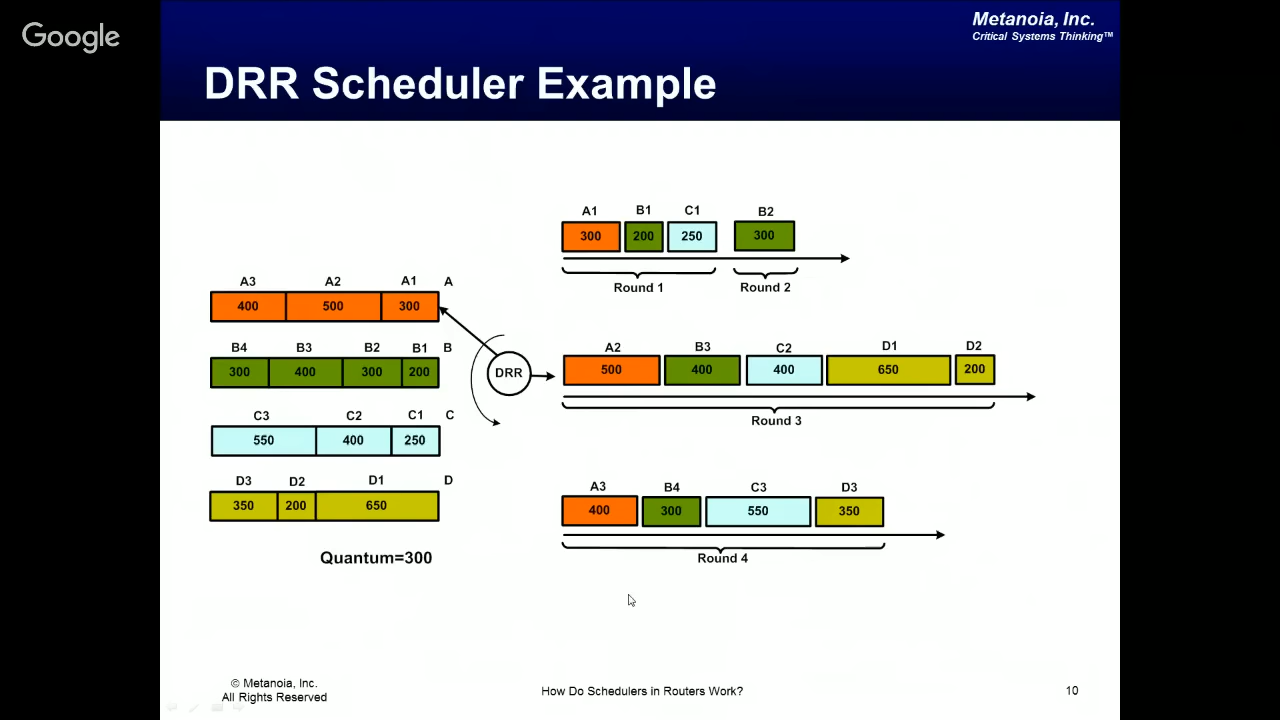 Google
Metanoia, Inc.
Critical Systems Thinking™
DRR Scheduler Example
A3 A2 A1 A
400 500 300
B4 B3 B2 B1 B
300 400 300 200
C3 C2 C1 C
550 400 250
D3 D2 D1 D
350 200 650
Quantum=300
DRR
A1 B1 C1 B2
300 200 250 300
Round 1 Round 2
A2 B3 C2 D1 D2
500 400 400 650 200
Round 3
A3 B4 C3 D3
400 300 550 350
Round 4
© Metanoia, Inc.
All Rights Reserved
How Do Schedulers in Routers Work?
10